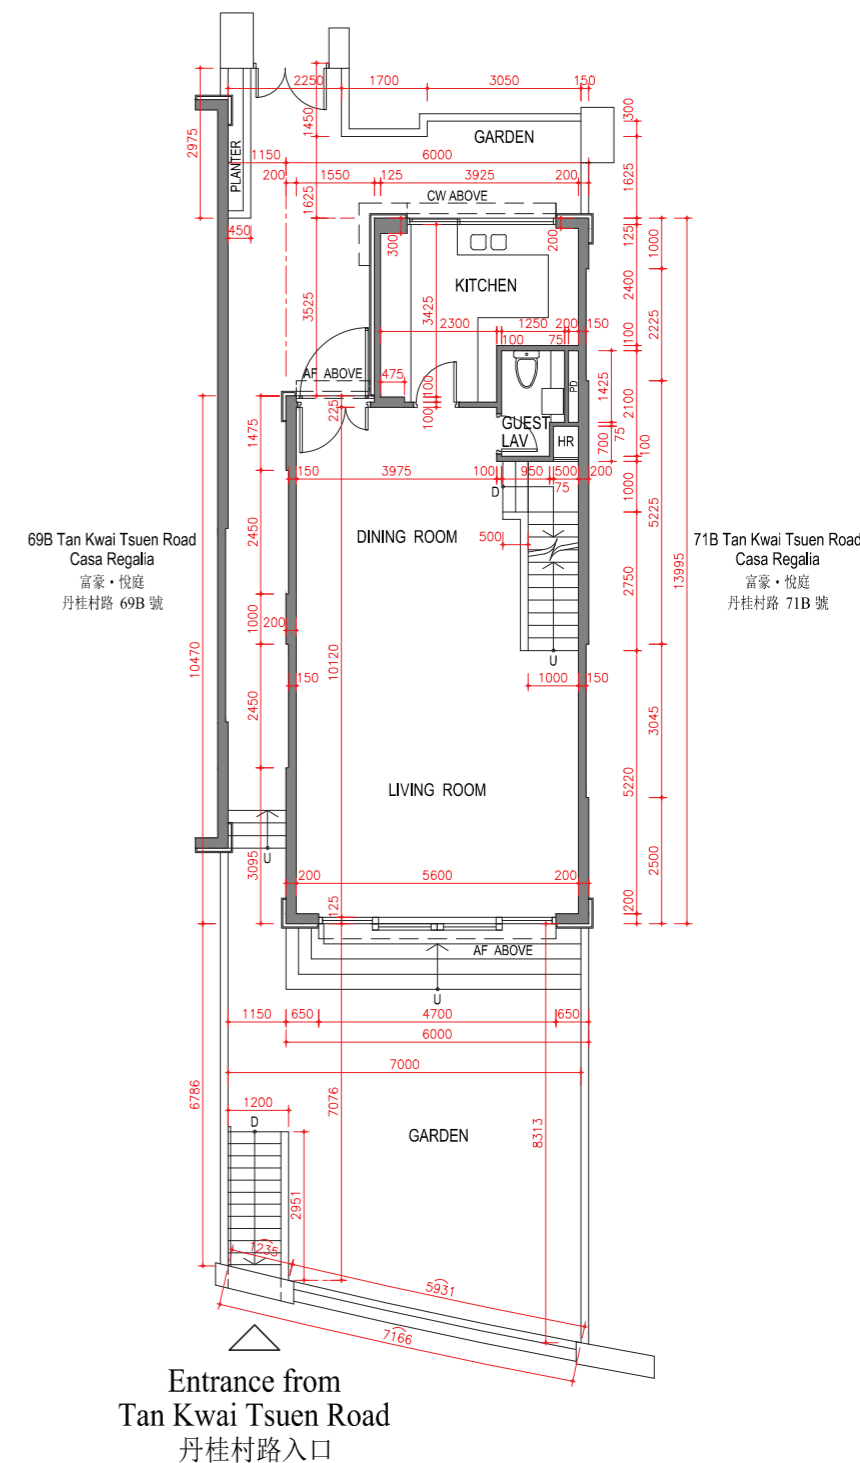 2250 1700 3050 150
2975
1450
300
GARDEN
PLANTER
1150 6000
200 1550 125 3925 200
1625
1625
CW ABOVE
450
300
200
125
1000
KITCHEN
3525
3425
2400
2225
2300 1250 200 150
100 75
100
AF ABOVE
475
100
1425
PD
2100
225
100
GUEST
LAV
HR
1475
700
75
100
150 3975 100 950 500 200
75
D
1000
5225
DINING ROOM
500
2450
69B Tan Kwai Tsuen Road
Casa Regalia
富豪・悅庭
丹桂村路 69B 號
71B Tan Kwai Tsuen Road
Casa Regalia
富豪・悅庭
丹桂村路 71B 號
13995
2750
1000
200
10470
10120
U
150
1000 150
2450
3045
LIVING ROOM
5220
U
3095
2500
200 5600 200
125
200
AF ABOVE
U
1150 650 4700 650
6000
7000
6786
7076
1200
D
GARDEN
8313
2951
1235
5931
7166
Entrance from
Tan Kwai Tsuen Road
丹桂村路入口